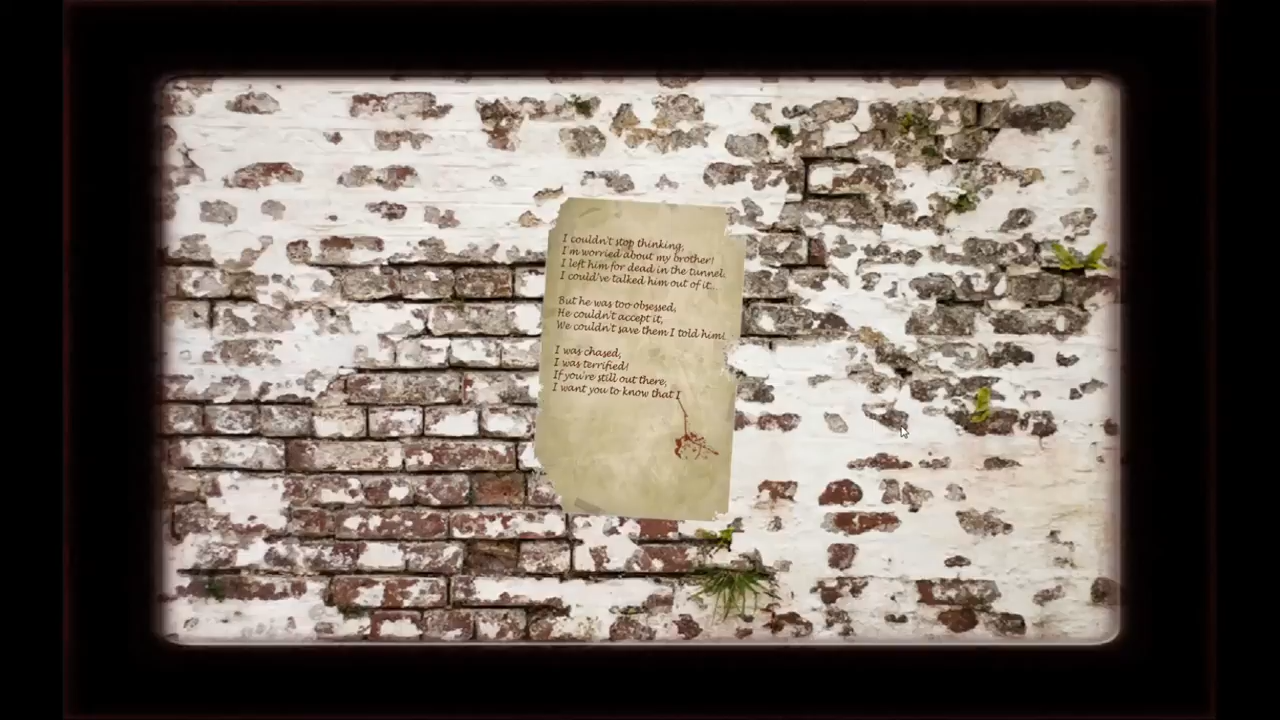 I couldn't stop thinking,
I'm worried about my brother!
I left him for dead in the tunnel.
I could've talked him out of it...
But he was too obsessed,
He couldn't accept it,
We couldn't save them I told him!
I was chased,
I was terrified!
If you're still out there,
I want you to know that I